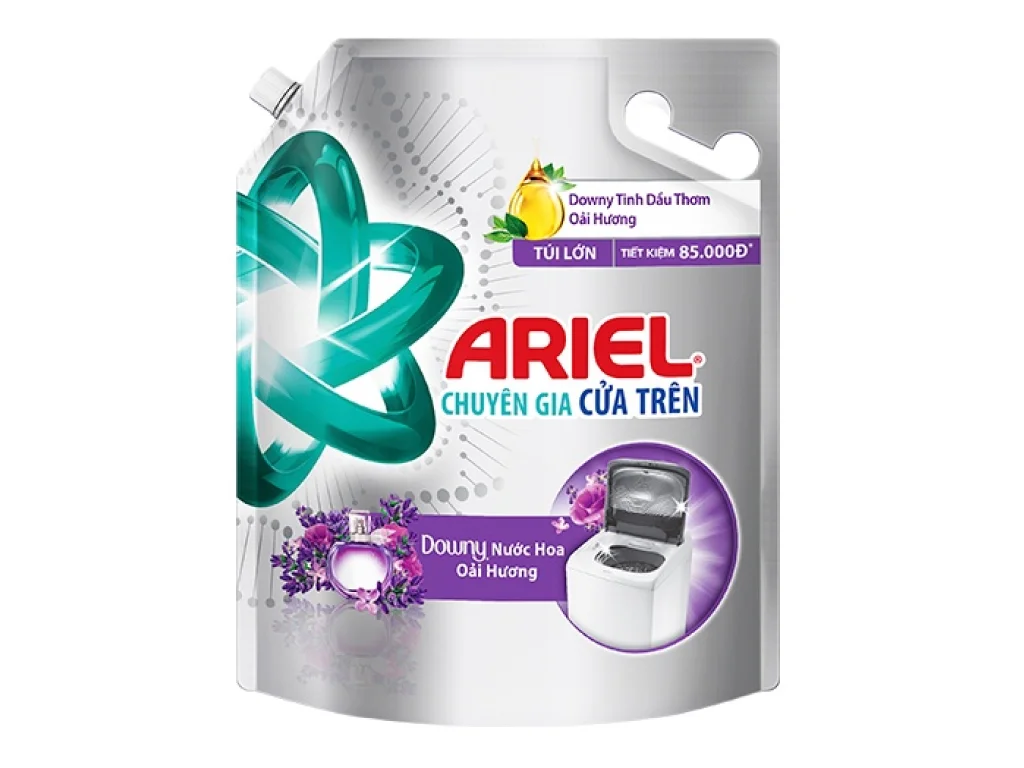 Downy Tinh Dầu Thơm
Oải Hương
TÚI LỚN TIẾT KIỆM 85.000Đ*
ARIEL®
CHUYÊN GIA CỬA TRÊN
Downy Nước Hoa
Oải Hương